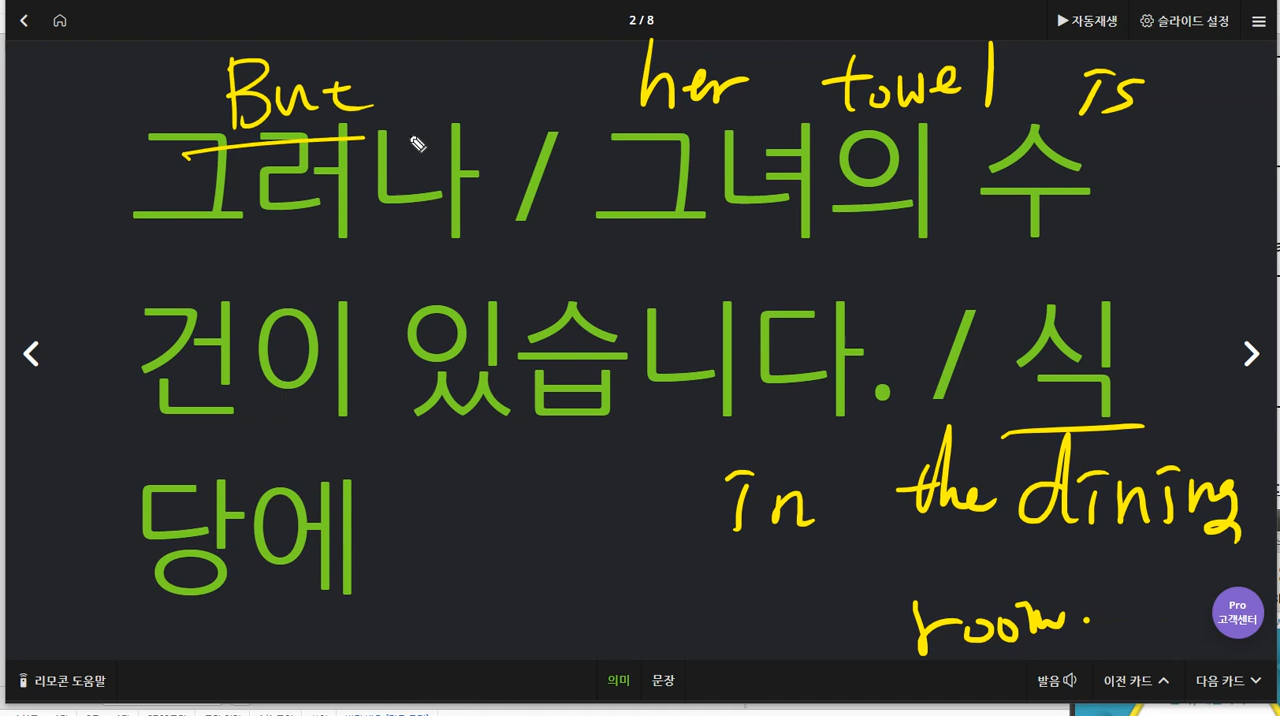 2 / 8
자동재생
슬라이드 설정
But her towel is
그러나 / 그녀의 수
건이 있습니다. / 식
in the dining
당에
room.
Pro
고객센터
리모콘 도움말
의미
문장
발음
이전 카드
다음 카드